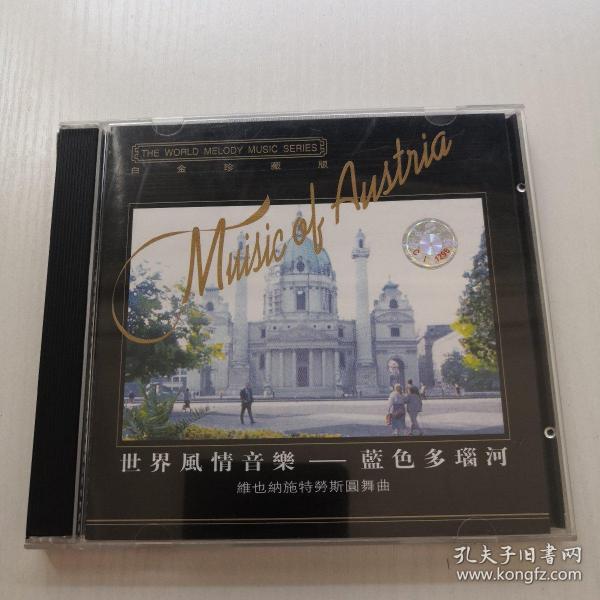 THE WORLD MELODY MUSIC SERIES
白金珍藏版
Music of Austria
C I 1296
世界風情音樂 — 藍色多瑙河
維也納施特勞斯圓舞曲
孔夫子旧書网
www.kongfz.com